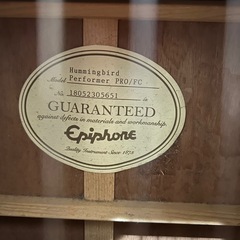 Hummingbird
Model Performer PRO/FC
No. 18052305651
GUARANTEED
against defects in materials and workmanship.
Epiphone
Quality Instruments Since 1873